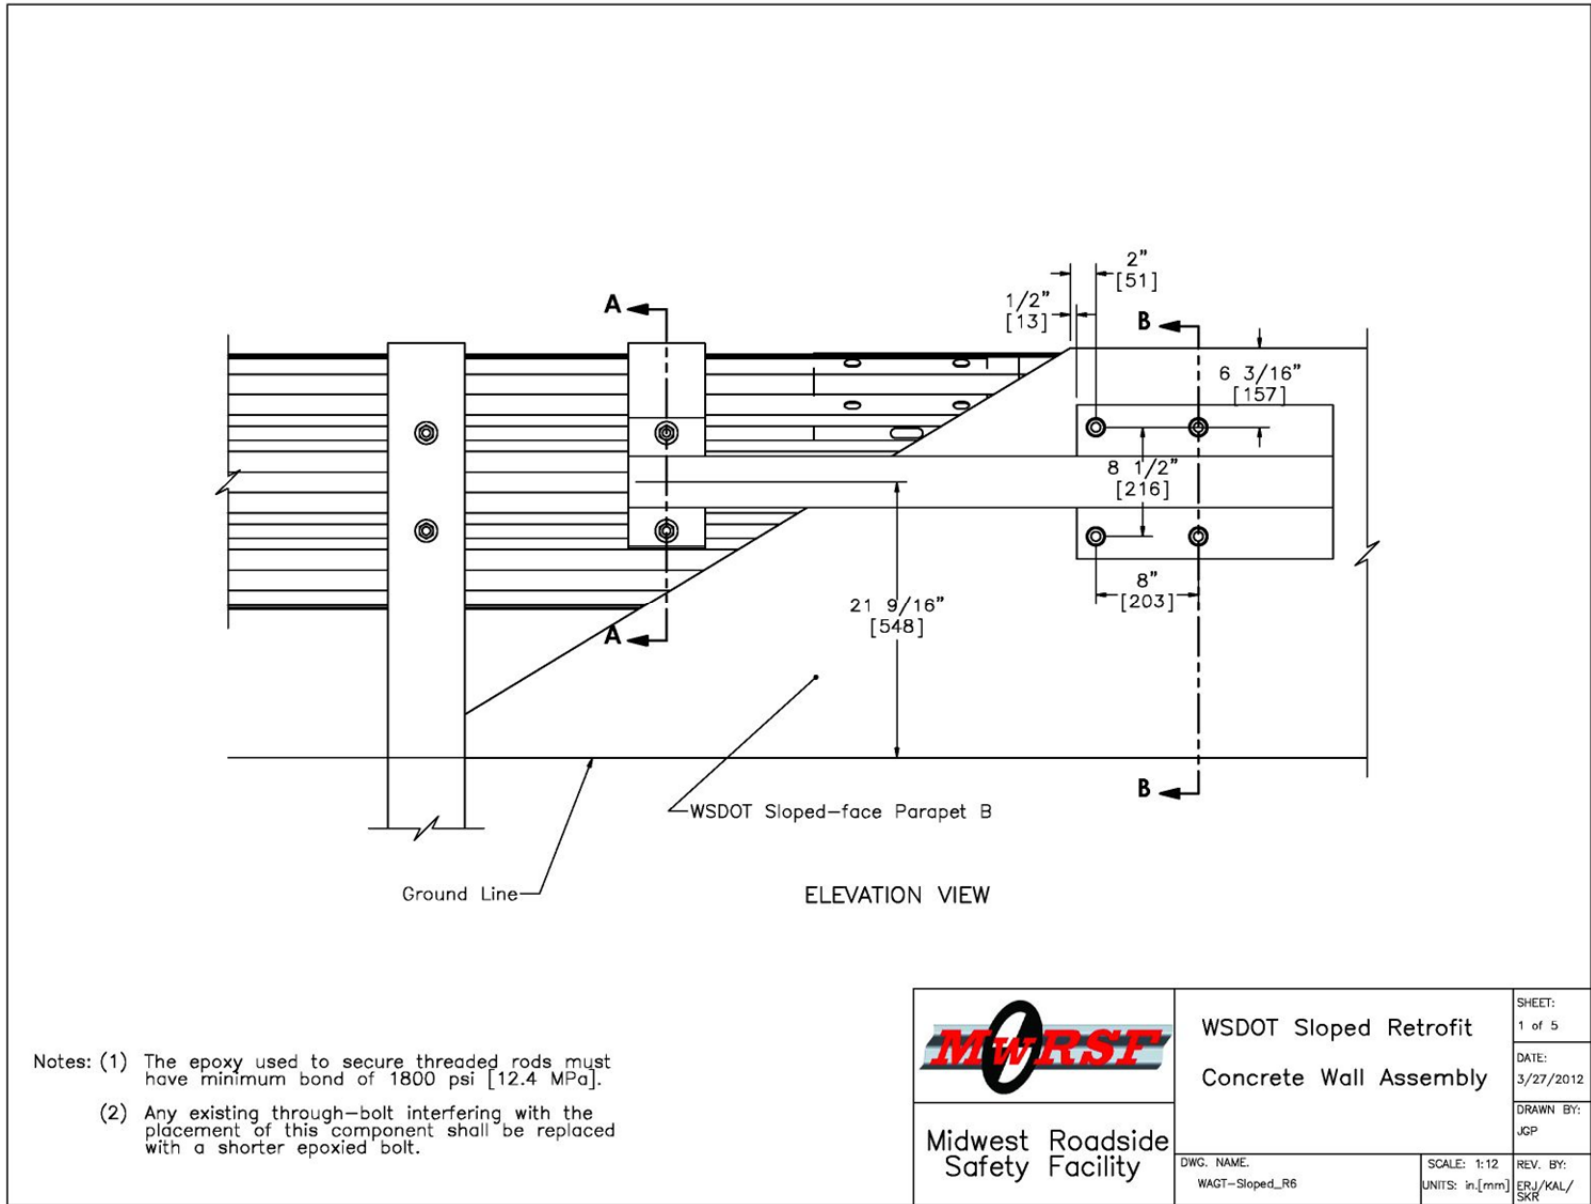 2"
[51]
1/2"
[13]
A
B
6 3/16"
[157]
8 1/2"
[216]
8"
[203]
21 9/16"
[548]
A
B
WSDOT Sloped-face Parapet B
Ground Line
ELEVATION VIEW
Notes: (1) The epoxy used to secure threaded rods must
have minimum bond of 1800 psi [12.4 MPa].
(2) Any existing through-bolt interfering with the
placement of this component shall be replaced
with a shorter epoxied bolt.
MwRSF
Midwest Roadside
Safety Facility
WSDOT Sloped Retrofit
Concrete Wall Assembly
DWG. NAME.
WAGT-Sloped_R6
SCALE: 1:12
UNITS: in.[mm]
SHEET:
1 of 5
DATE:
3/27/2012
DRAWN BY:
JGP
REV. BY:
ERJ/KAL/
SKR